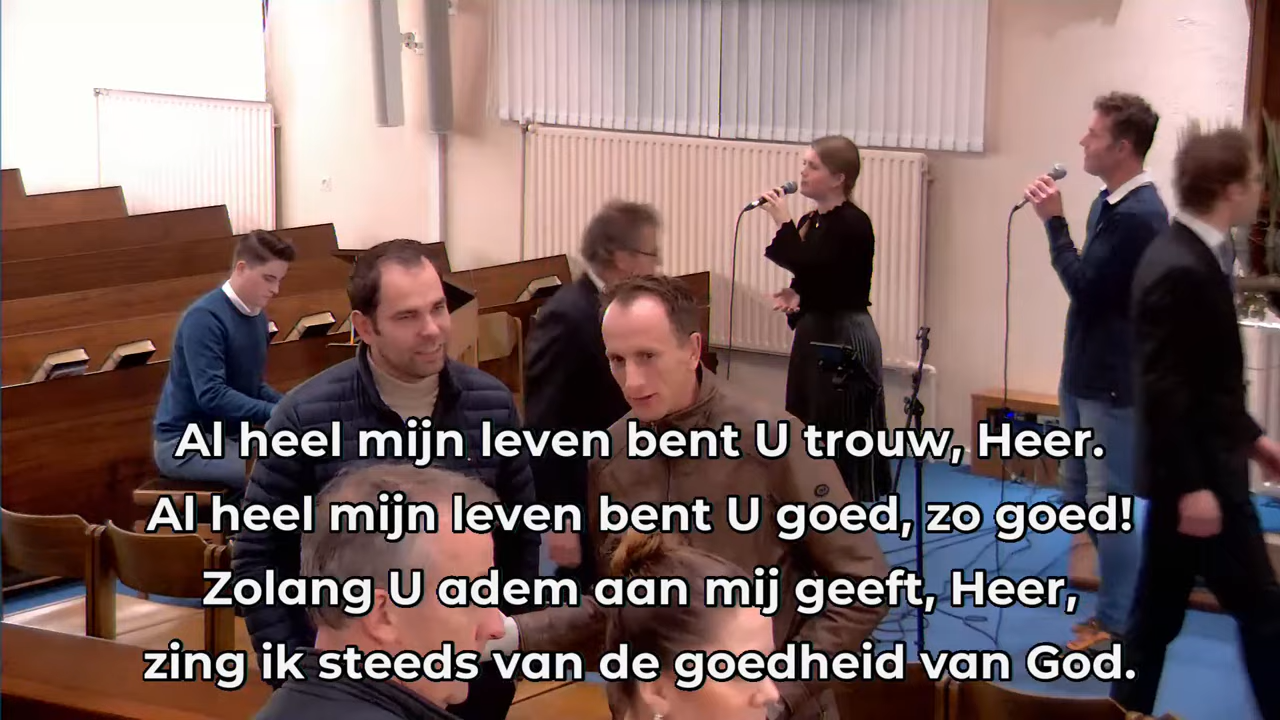 Al heel mijn leven bent U trouw, Heer.
Al heel mijn leven bent U goed, zo goed!
Zolang U adem aan mij geeft, Heer,
zing ik steeds van de goedheid van God.